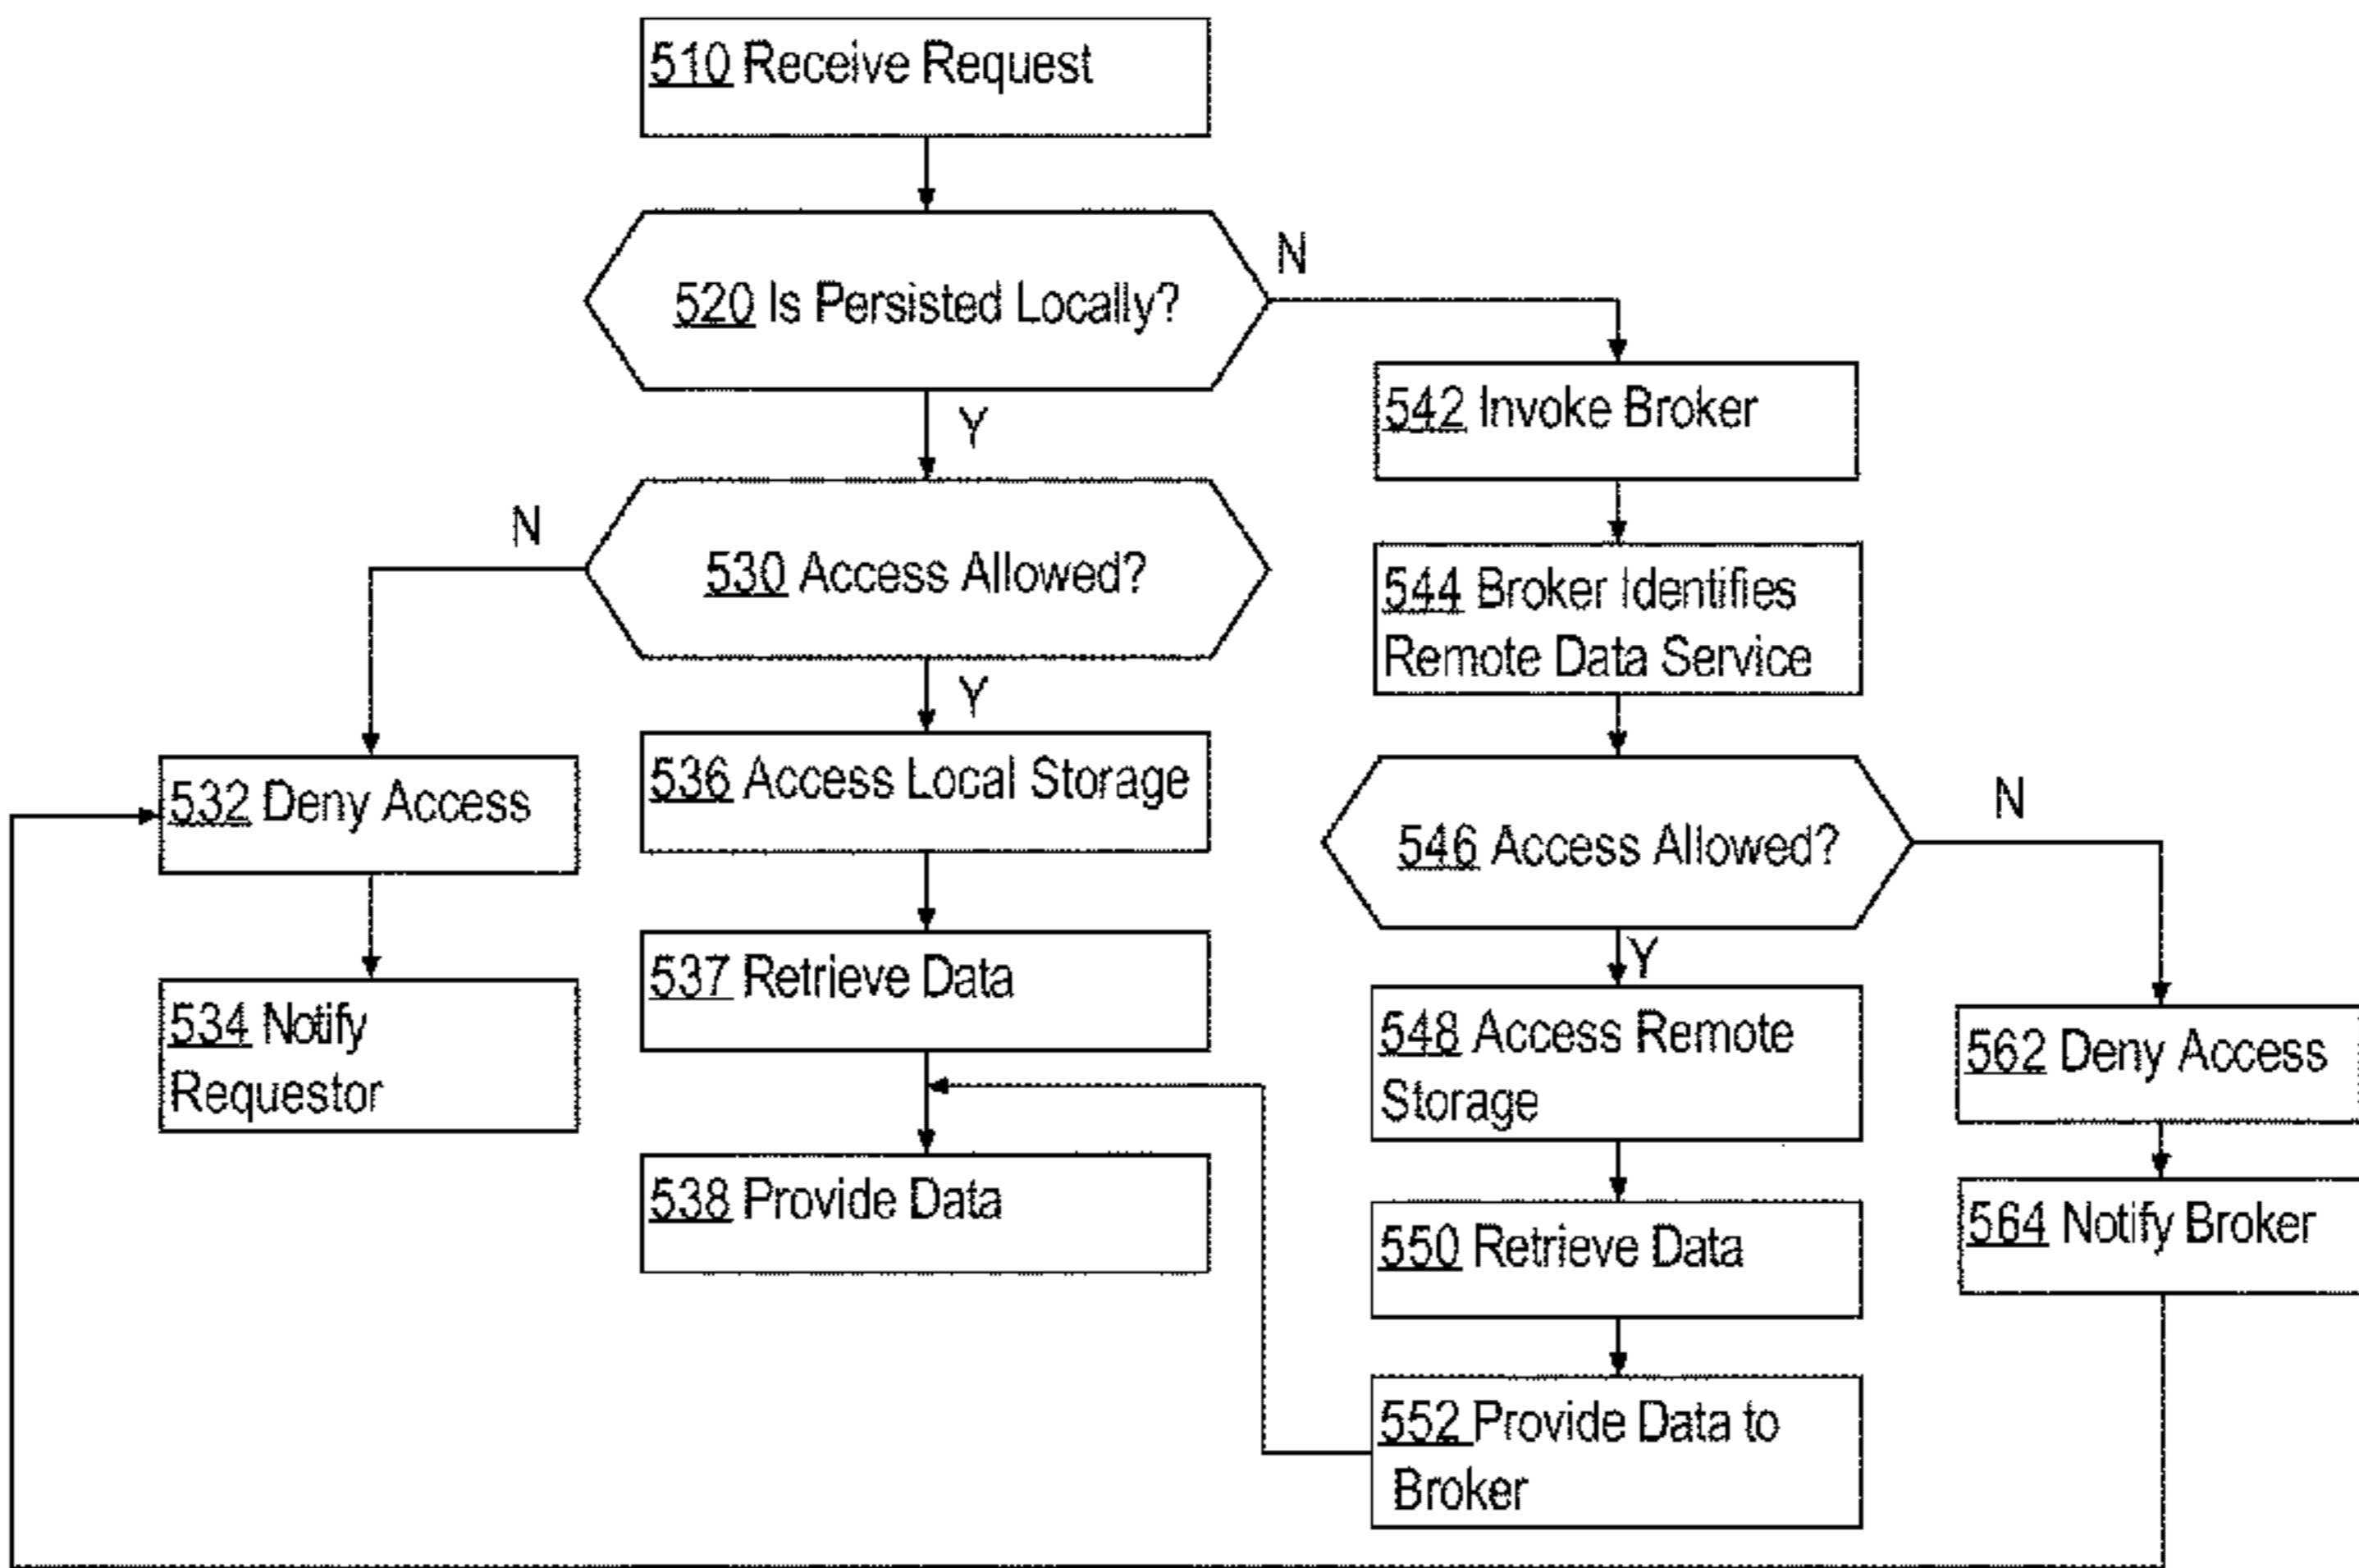 510 Receive Request
520 Is Persisted Locally?
N
Y
542 Invoke Broker
530 Access Allowed?
N
Y
544 Broker Identifies
Remote Data Service
532 Deny Access
536 Access Local Storage
546 Access Allowed?
N
Y
534 Notify
Requestor
537 Retrieve Data
548 Access Remote
Storage
562 Deny Access
538 Provide Data
550 Retrieve Data
564 Notify Broker
552 Provide Data to
Broker